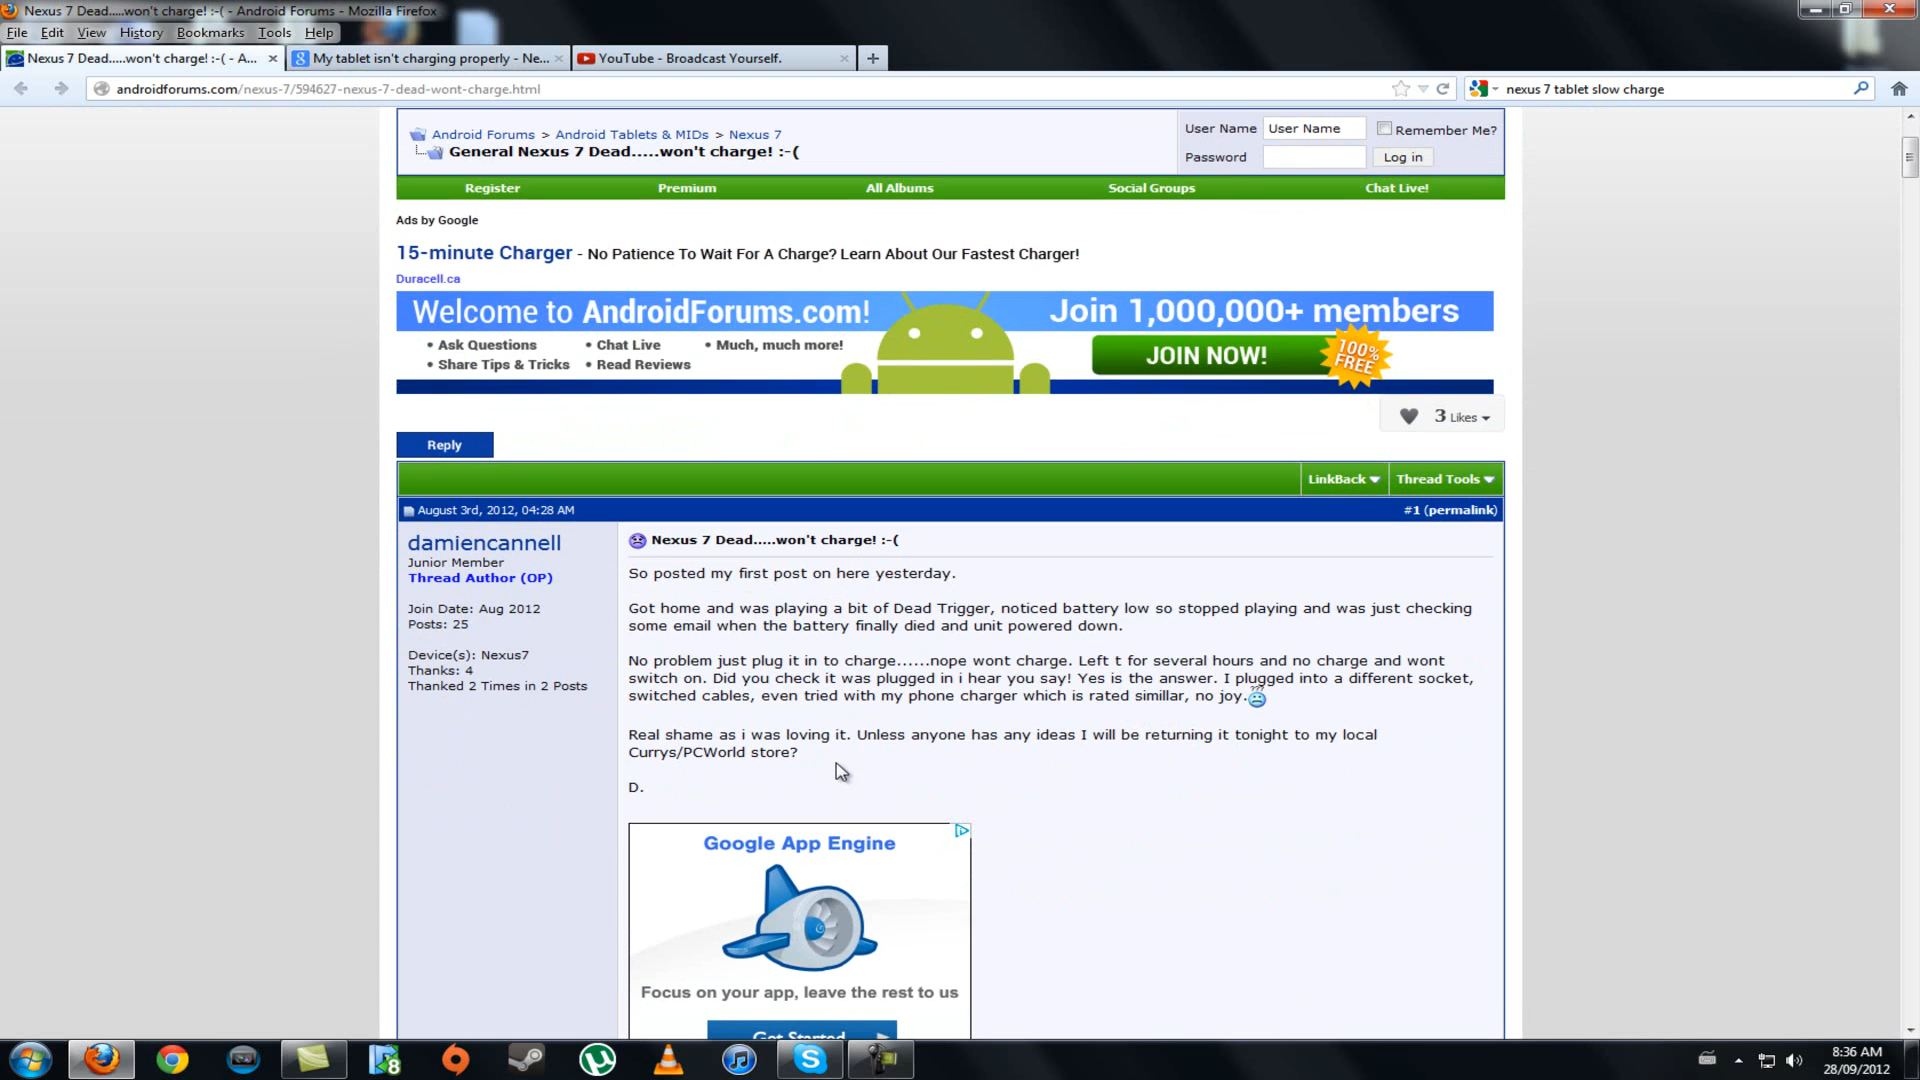 Nexus 7 Dead.....won't charge! :-( - Android Forums - Mozilla Firefox
File Edit View History Bookmarks Tools Help
Nexus 7 Dead.....won't charge! :-( - A...
My tablet isn't charging properly - Ne...
YouTube - Broadcast Yourself.
androidforums.com/nexus-7/594627-nexus-7-dead-wont-charge.html
nexus 7 tablet slow charge
Android Forums > Android Tablets & MIDs > Nexus 7
General Nexus 7 Dead.....won't charge! :-(
User Name User Name Remember Me?
Password Log in
Register Premium All Albums Social Groups Chat Live!
Ads by Google
15-minute Charger - No Patience To Wait For A Charge? Learn About Our Fastest Charger!
Duracell.ca
Welcome to AndroidForums.com!
• Ask Questions • Chat Live • Much, much more!
• Share Tips & Tricks • Read Reviews
Join 1,000,000+ members
JOIN NOW!
100% FREE
3 Likes
Reply
LinkBack Thread Tools
August 3rd, 2012, 04:28 AM
#1 (permalink)
damiencannell
Junior Member
Thread Author (OP)
Join Date: Aug 2012
Posts: 25
Device(s): Nexus7
Thanks: 4
Thanked 2 Times in 2 Posts
Nexus 7 Dead.....won't charge! :-(
So posted my first post on here yesterday.
Got home and was playing a bit of Dead Trigger, noticed battery low so stopped playing and was just checking
some email when the battery finally died and unit powered down.
No problem just plug it in to charge......nope wont charge. Left t for several hours and no charge and wont
switch on. Did you check it was plugged in i hear you say! Yes is the answer. I plugged into a different socket,
switched cables, even tried with my phone charger which is rated simillar, no joy.
Real shame as i was loving it. Unless anyone has any ideas I will be returning it tonight to my local
Currys/PCWorld store?
D.
Google App Engine
Focus on your app, leave the rest to us
Get Started
8:36 AM
28/09/2012